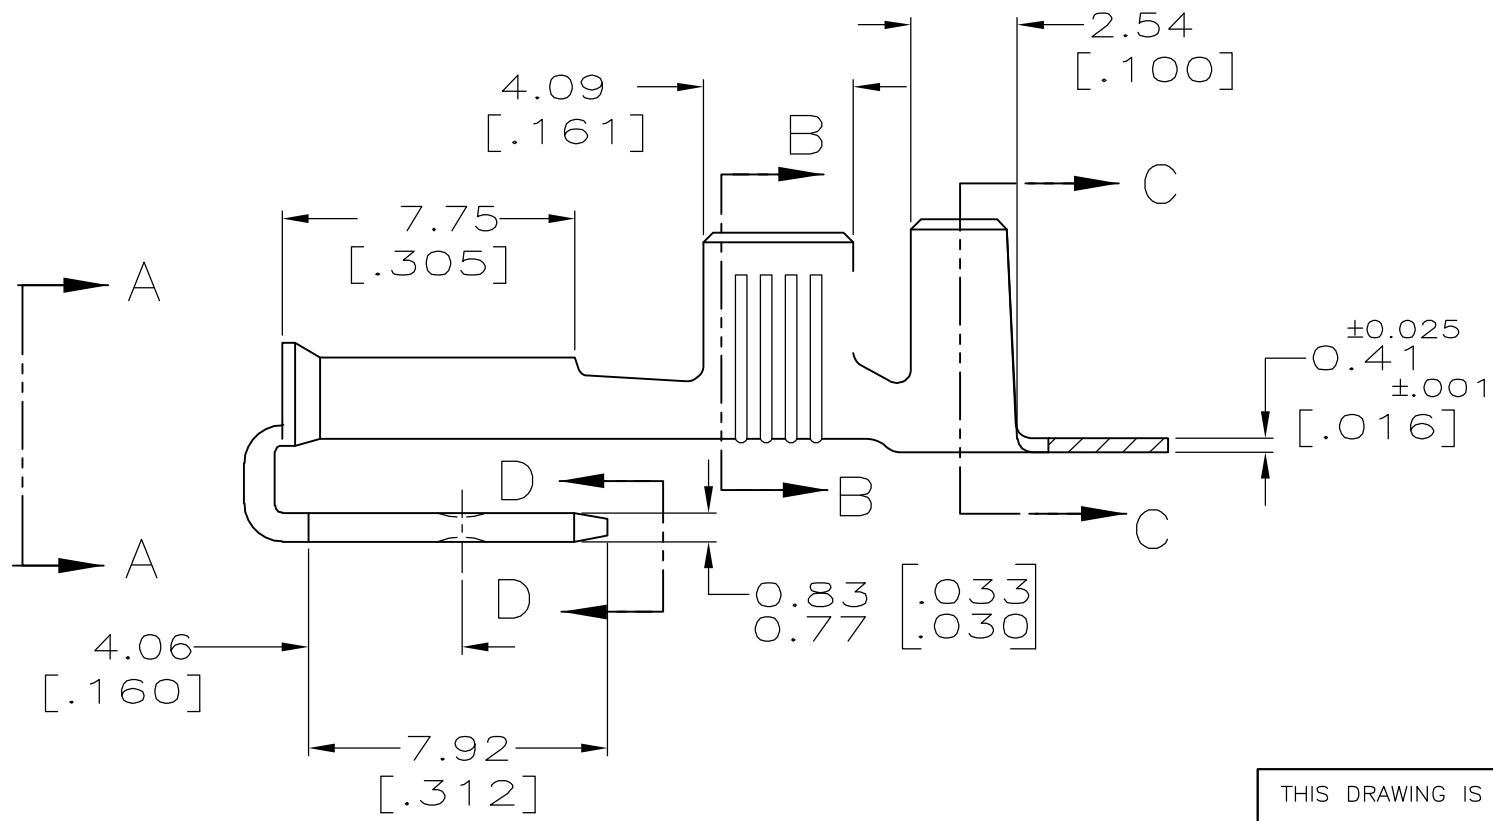 2.54
[.100]
4.09
[.161]
B
C
7.75
[.305]
A
±0.025
0.41
±.001
[.016]
D
B
C
A
D
0.83 [.033
0.77 .030]
4.06
[.160]
7.92
[.312]
THIS DRAWING IS